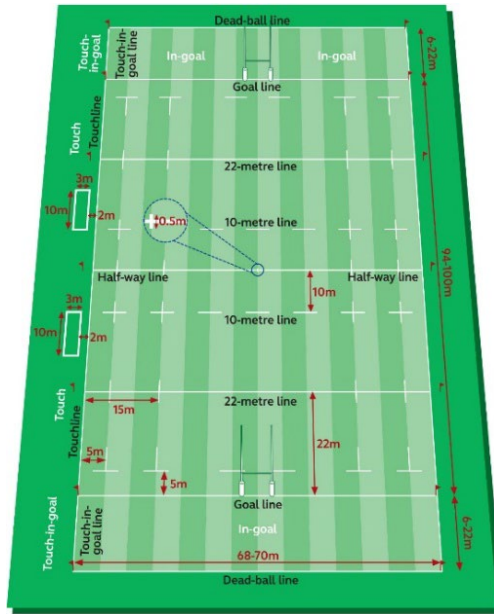 Dead-ball line
Touch-
in-goal
Touch-in-
goal line
In-goal
In-goal
6-22m
Goal line
Touch
Touchline
22-metre line
3m
10m
2m
0.5m
10-metre line
Half-way line
Half-way line
94-100m
10m
3m
10m
2m
10-metre line
Touch
Touchline
22-metre line
15m
22m
5m
5m
Goal line
Touch-in-goal
Touch-in-
goal line
In-goal
6-22m
68-70m
Dead-ball line